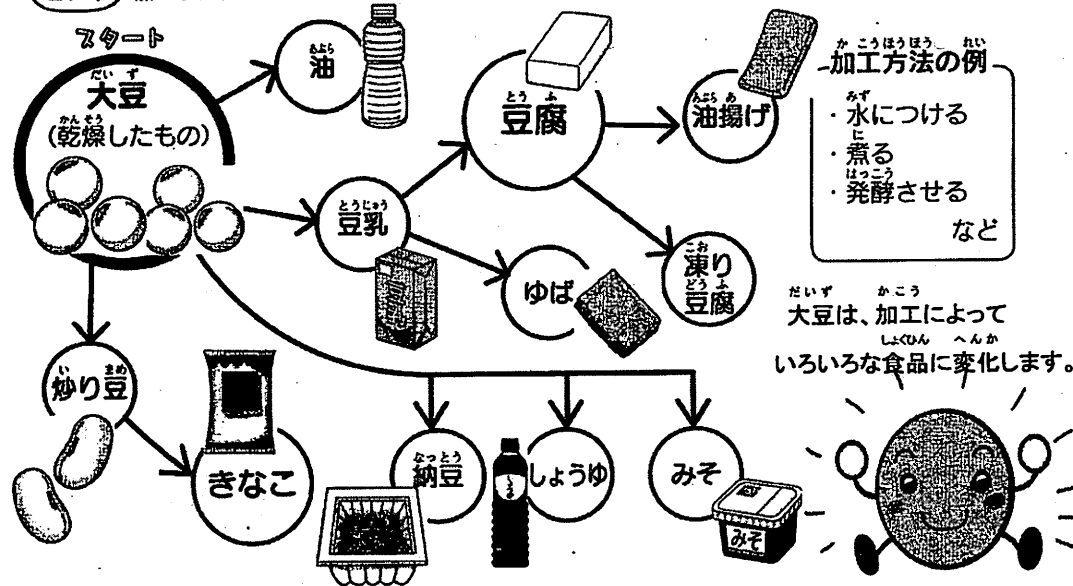 スタート
大豆
(乾燥したもの)
油
豆腐
油揚げ
豆乳
ゆば
凍り
豆腐
炒り豆
きなこ
納豆
しょうゆ
みそ
みそ
加工方法の例
・水につける
・煮る
・発酵させる
など
大豆は、加工によって
いろいろな食品に変化します。